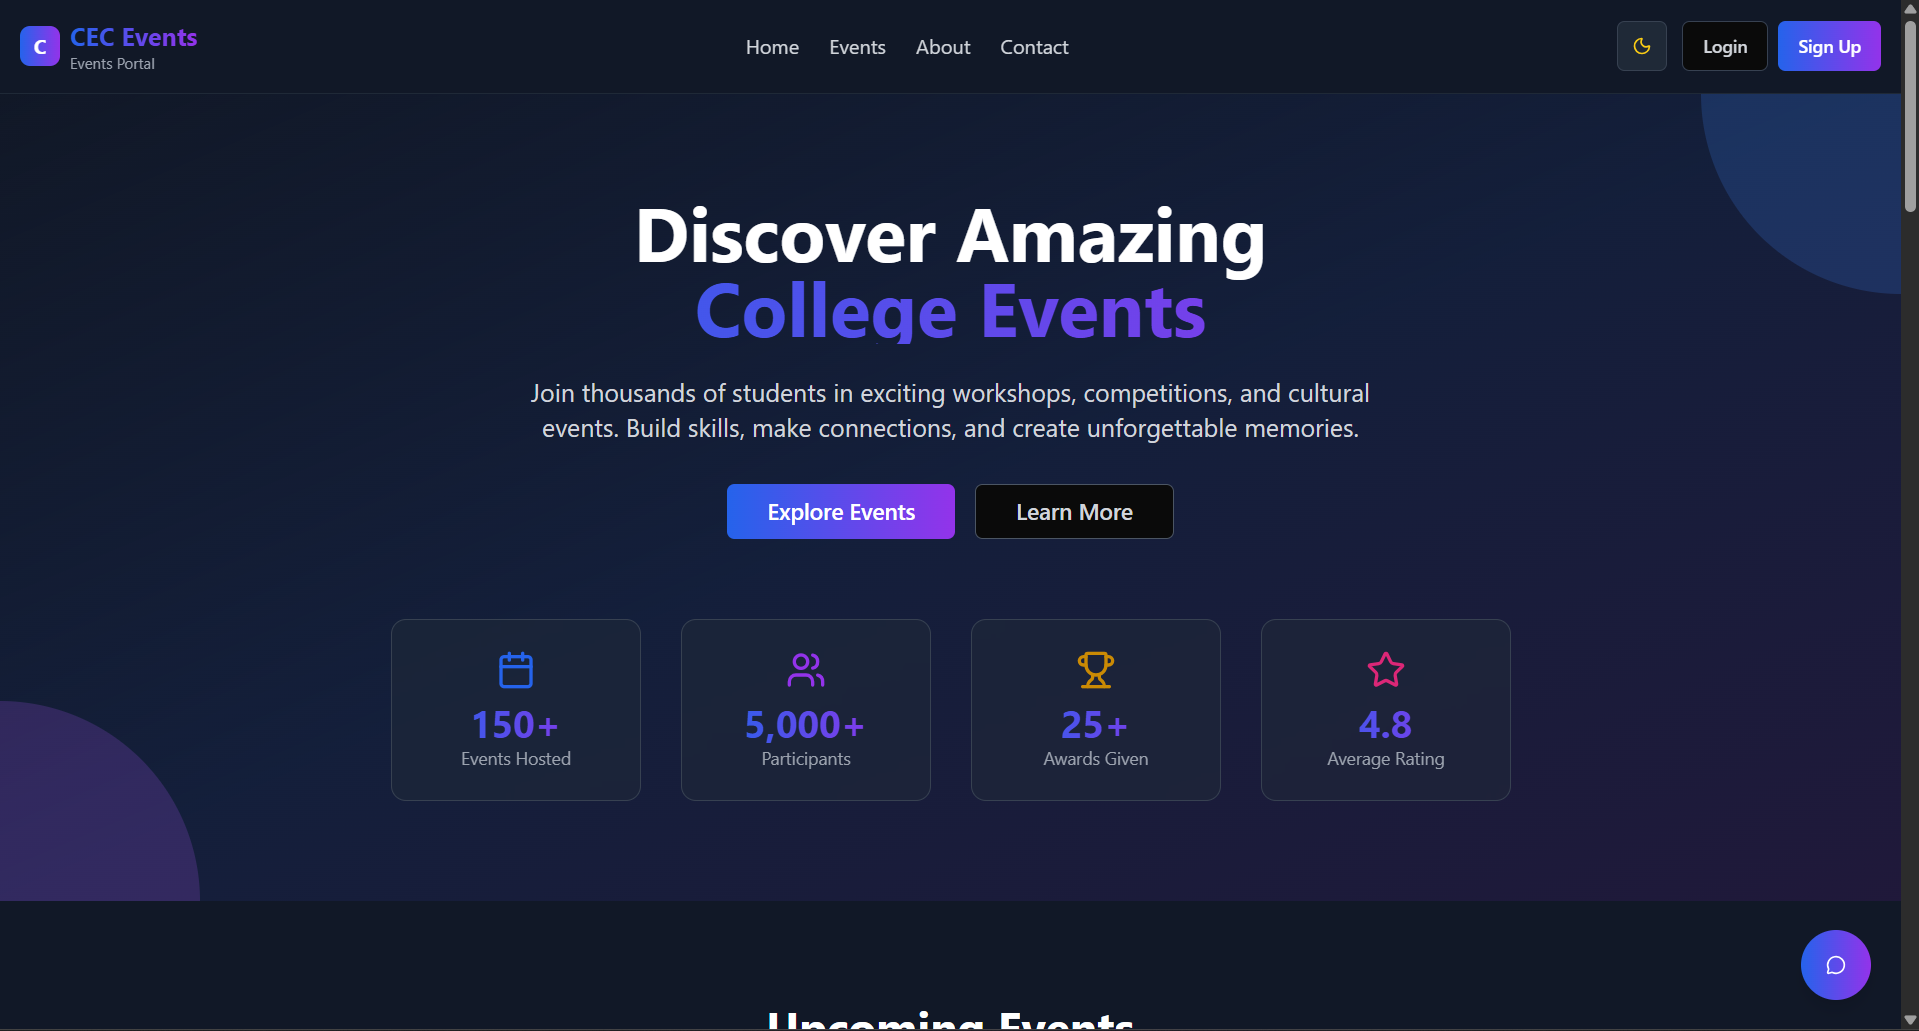 C
CEC Events
Events Portal
Home
Events
About
Contact
Login
Sign Up
Discover Amazing
College Events
Join thousands of students in exciting workshops, competitions, and cultural
events. Build skills, make connections, and create unforgettable memories.
Explore Events
Learn More
150+
Events Hosted
5,000+
Participants
25+
Awards Given
4.8
Average Rating
Upcoming Events